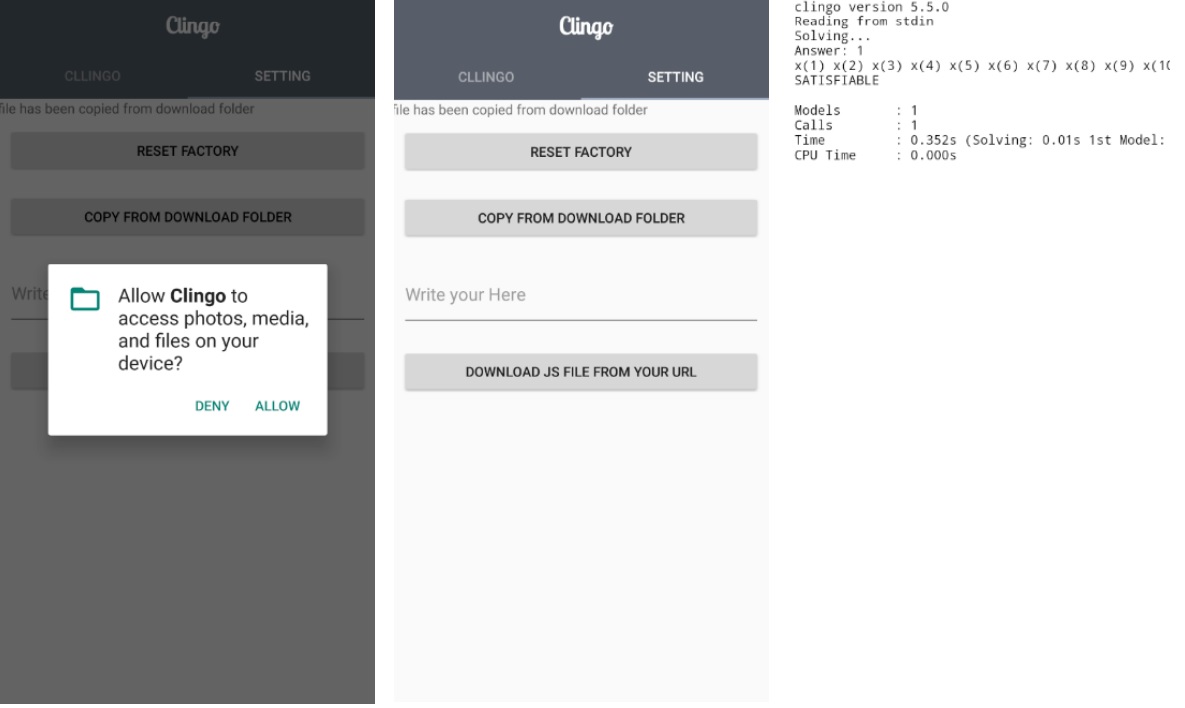 Clingo
CLLINGO SETTING
file has been copied from download folder
RESET FACTORY
COPY FROM DOWNLOAD FOLDER
Write
Allow Clingo to
access photos, media,
and files on your
device?
DENY ALLOW
Clingo
CLLINGO SETTING
file has been copied from download folder
RESET FACTORY
COPY FROM DOWNLOAD FOLDER
Write your Here
DOWNLOAD JS FILE FROM YOUR URL
clingo version 5.5.0
Reading from stdin
Solving...
Answer: 1
x(1) x(2) x(3) x(4) x(5) x(6) x(7) x(8) x(9) x(10
SATISFIABLE
Models : 1
Calls : 1
Time : 0.352s (Solving: 0.01s 1st Model:
CPU Time : 0.000s